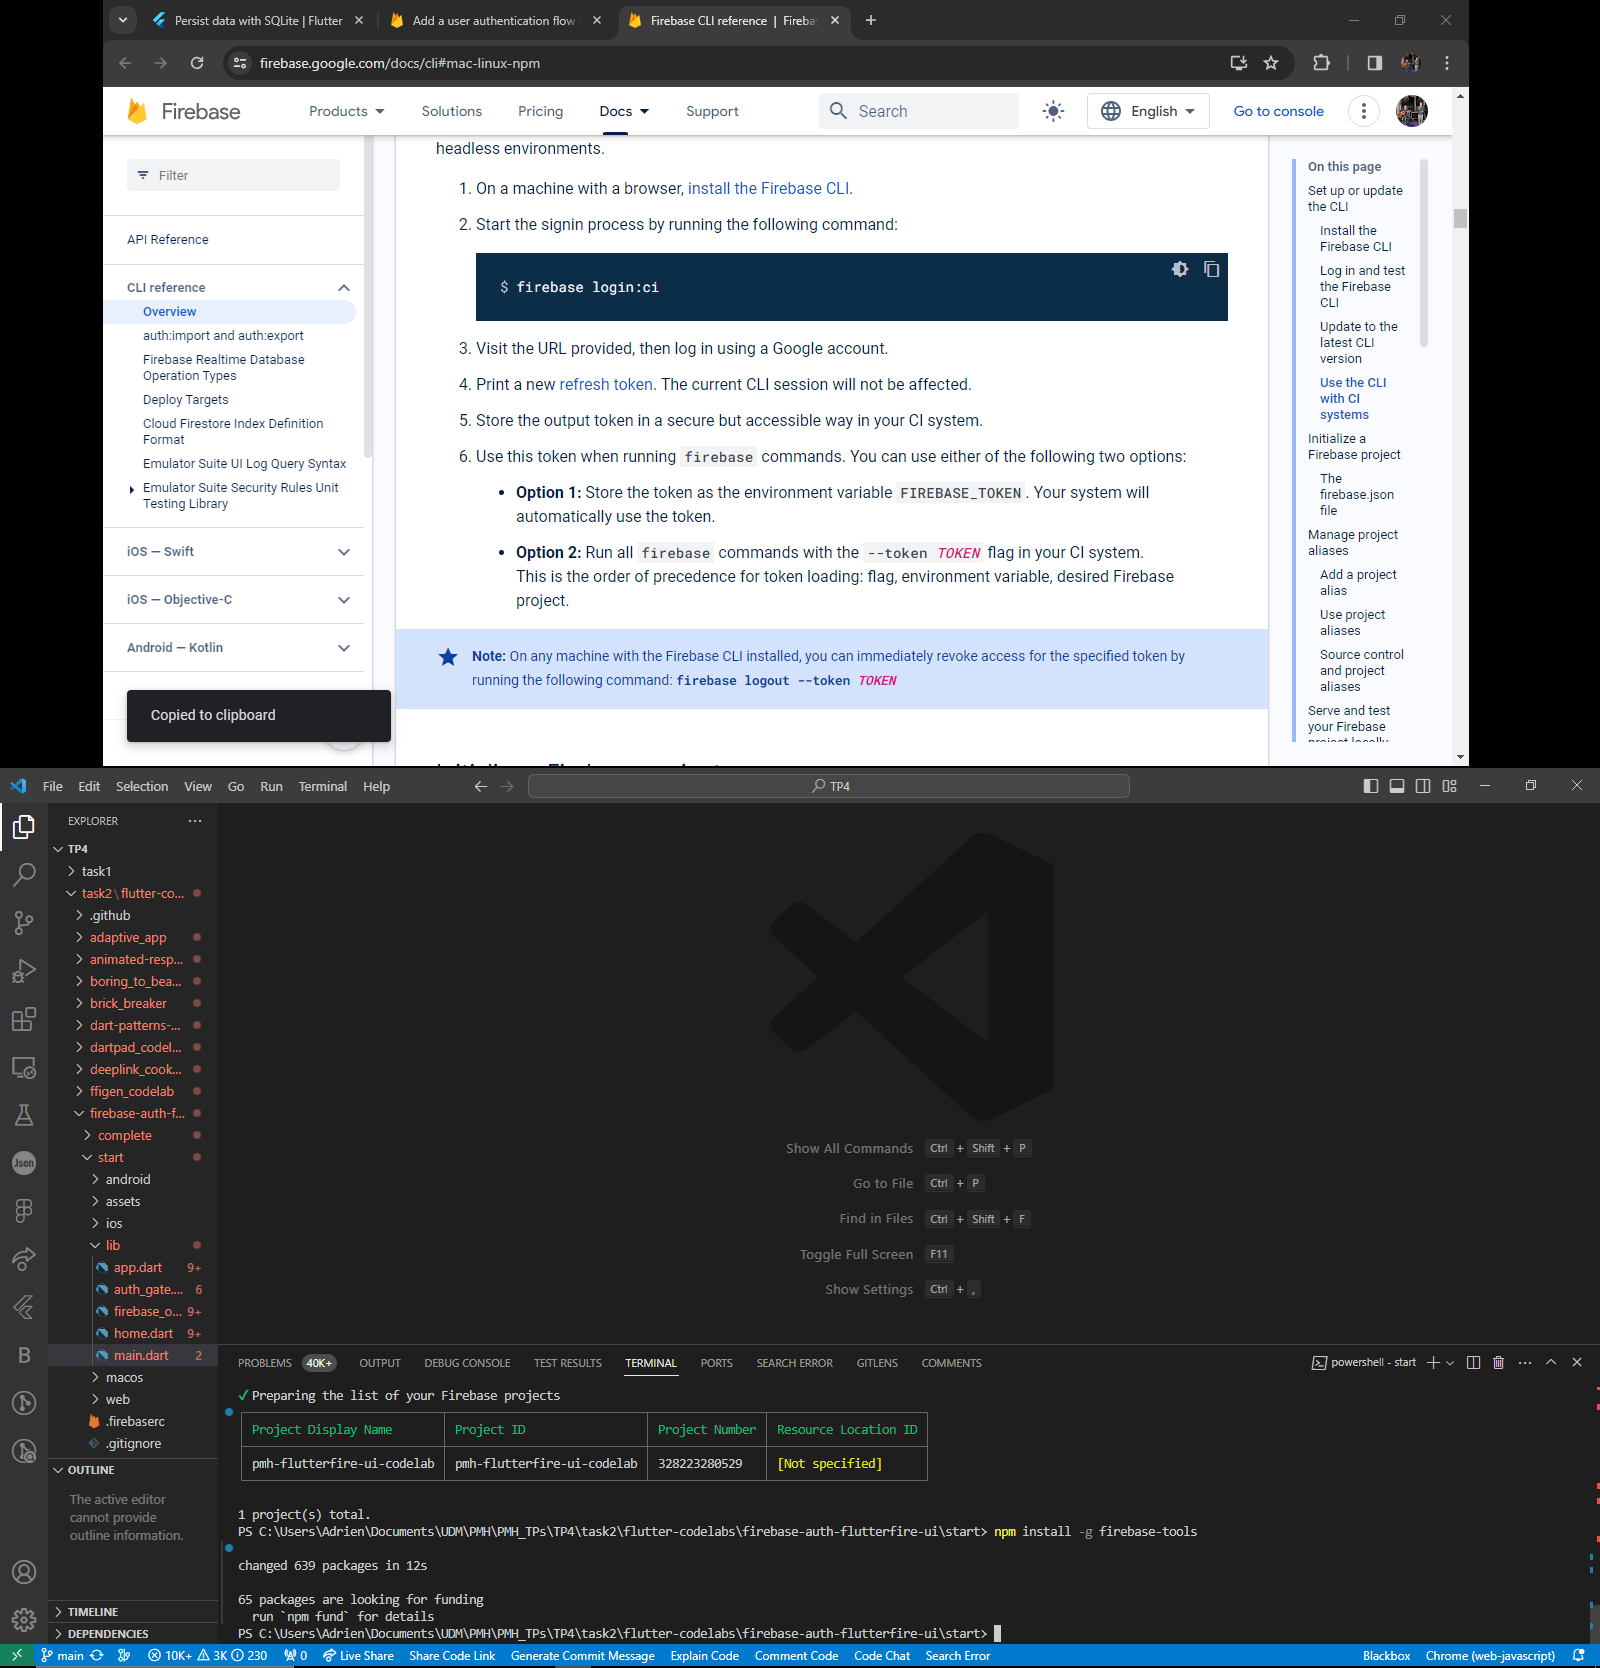 Persist data with SQLite | Flutter
Add a user authentication flow
Firebase CLI reference | Fireba
firebase.google.com/docs/cli#mac-linux-npm
Firebase
Products
Solutions
Pricing
Docs
Support
Search
English
Go to console
Filter
API Reference
CLI reference
Overview
auth:import and auth:export
Firebase Realtime Database
Operation Types
Deploy Targets
Cloud Firestore Index Definition
Format
Emulator Suite UI Log Query Syntax
Emulator Suite Security Rules Unit
Testing Library
iOS — Swift
iOS — Objective-C
Android — Kotlin
Copied to clipboard
headless environments.
1. On a machine with a browser, install the Firebase CLI.
2. Start the signin process by running the following command:
$ firebase login:ci
3. Visit the URL provided, then log in using a Google account.
4. Print a new refresh token. The current CLI session will not be affected.
5. Store the output token in a secure but accessible way in your CI system.
6. Use this token when running firebase commands. You can use either of the following two options:
• Option 1: Store the token as the environment variable FIREBASE_TOKEN. Your system will
automatically use the token.
• Option 2: Run all firebase commands with the --token TOKEN flag in your CI system.
This is the order of precedence for token loading: flag, environment variable, desired Firebase
project.
Note: On any machine with the Firebase CLI installed, you can immediately revoke access for the specified token by
running the following command: firebase logout --token TOKEN
On this page
Set up or update
the CLI
Install the
Firebase CLI
Log in and test
the Firebase
CLI
Update to the
latest CLI
version
Use the CLI
with CI
systems
Initialize a
Firebase project
The
firebase.json
file
Manage project
aliases
Add a project
alias
Use project
aliases
Source control
and project
aliases
Serve and test
your Firebase
project locally
File Edit Selection View Go Run Terminal Help
TP4
EXPLORER
TP4
task1
task2\flutter-co...
.github
adaptive_app
animated-resp...
boring_to_bea...
brick_breaker
dart-patterns-...
dartpad_codel...
deeplink_cook...
ffigen_codelab
firebase-auth-f...
complete
start
android
assets
ios
lib
app.dart 9+
auth_gate.... 6
firebase_o... 9+
home.dart 9+
main.dart 2
macos
web
.firebaserc
.gitignore
OUTLINE
The active editor
cannot provide
outline information.
TIMELINE
DEPENDENCIES
Json
Show All Commands Ctrl + Shift + P
Go to File Ctrl + P
Find in Files Ctrl + Shift + F
Toggle Full Screen F11
Show Settings Ctrl + ,
PROBLEMS 40K+ OUTPUT DEBUG CONSOLE TEST RESULTS TERMINAL PORTS SEARCH ERROR GITLENS COMMENTS
powershell - start
✓ Preparing the list of your Firebase projects
Project Display Name Project ID Project Number Resource Location ID
pmh-flutterfire-ui-codelab pmh-flutterfire-ui-codelab 328223280529 [Not specified]
1 project(s) total.
PS C:\Users\Adrien\Documents\UDM\PMH\PMH_TPs\TP4\task2\flutter-codelabs\firebase-auth-flutterfire-ui\start> npm install -g firebase-tools
changed 639 packages in 12s
65 packages are looking for funding
run `npm fund` for details
PS C:\Users\Adrien\Documents\UDM\PMH\PMH_TPs\TP4\task2\flutter-codelabs\firebase-auth-flutterfire-ui\start>
main 10K+ 3K 230 0 Live Share Share Code Link Generate Commit Message Explain Code Comment Code Code Chat Search Error Blackbox Chrome (web-javascript)